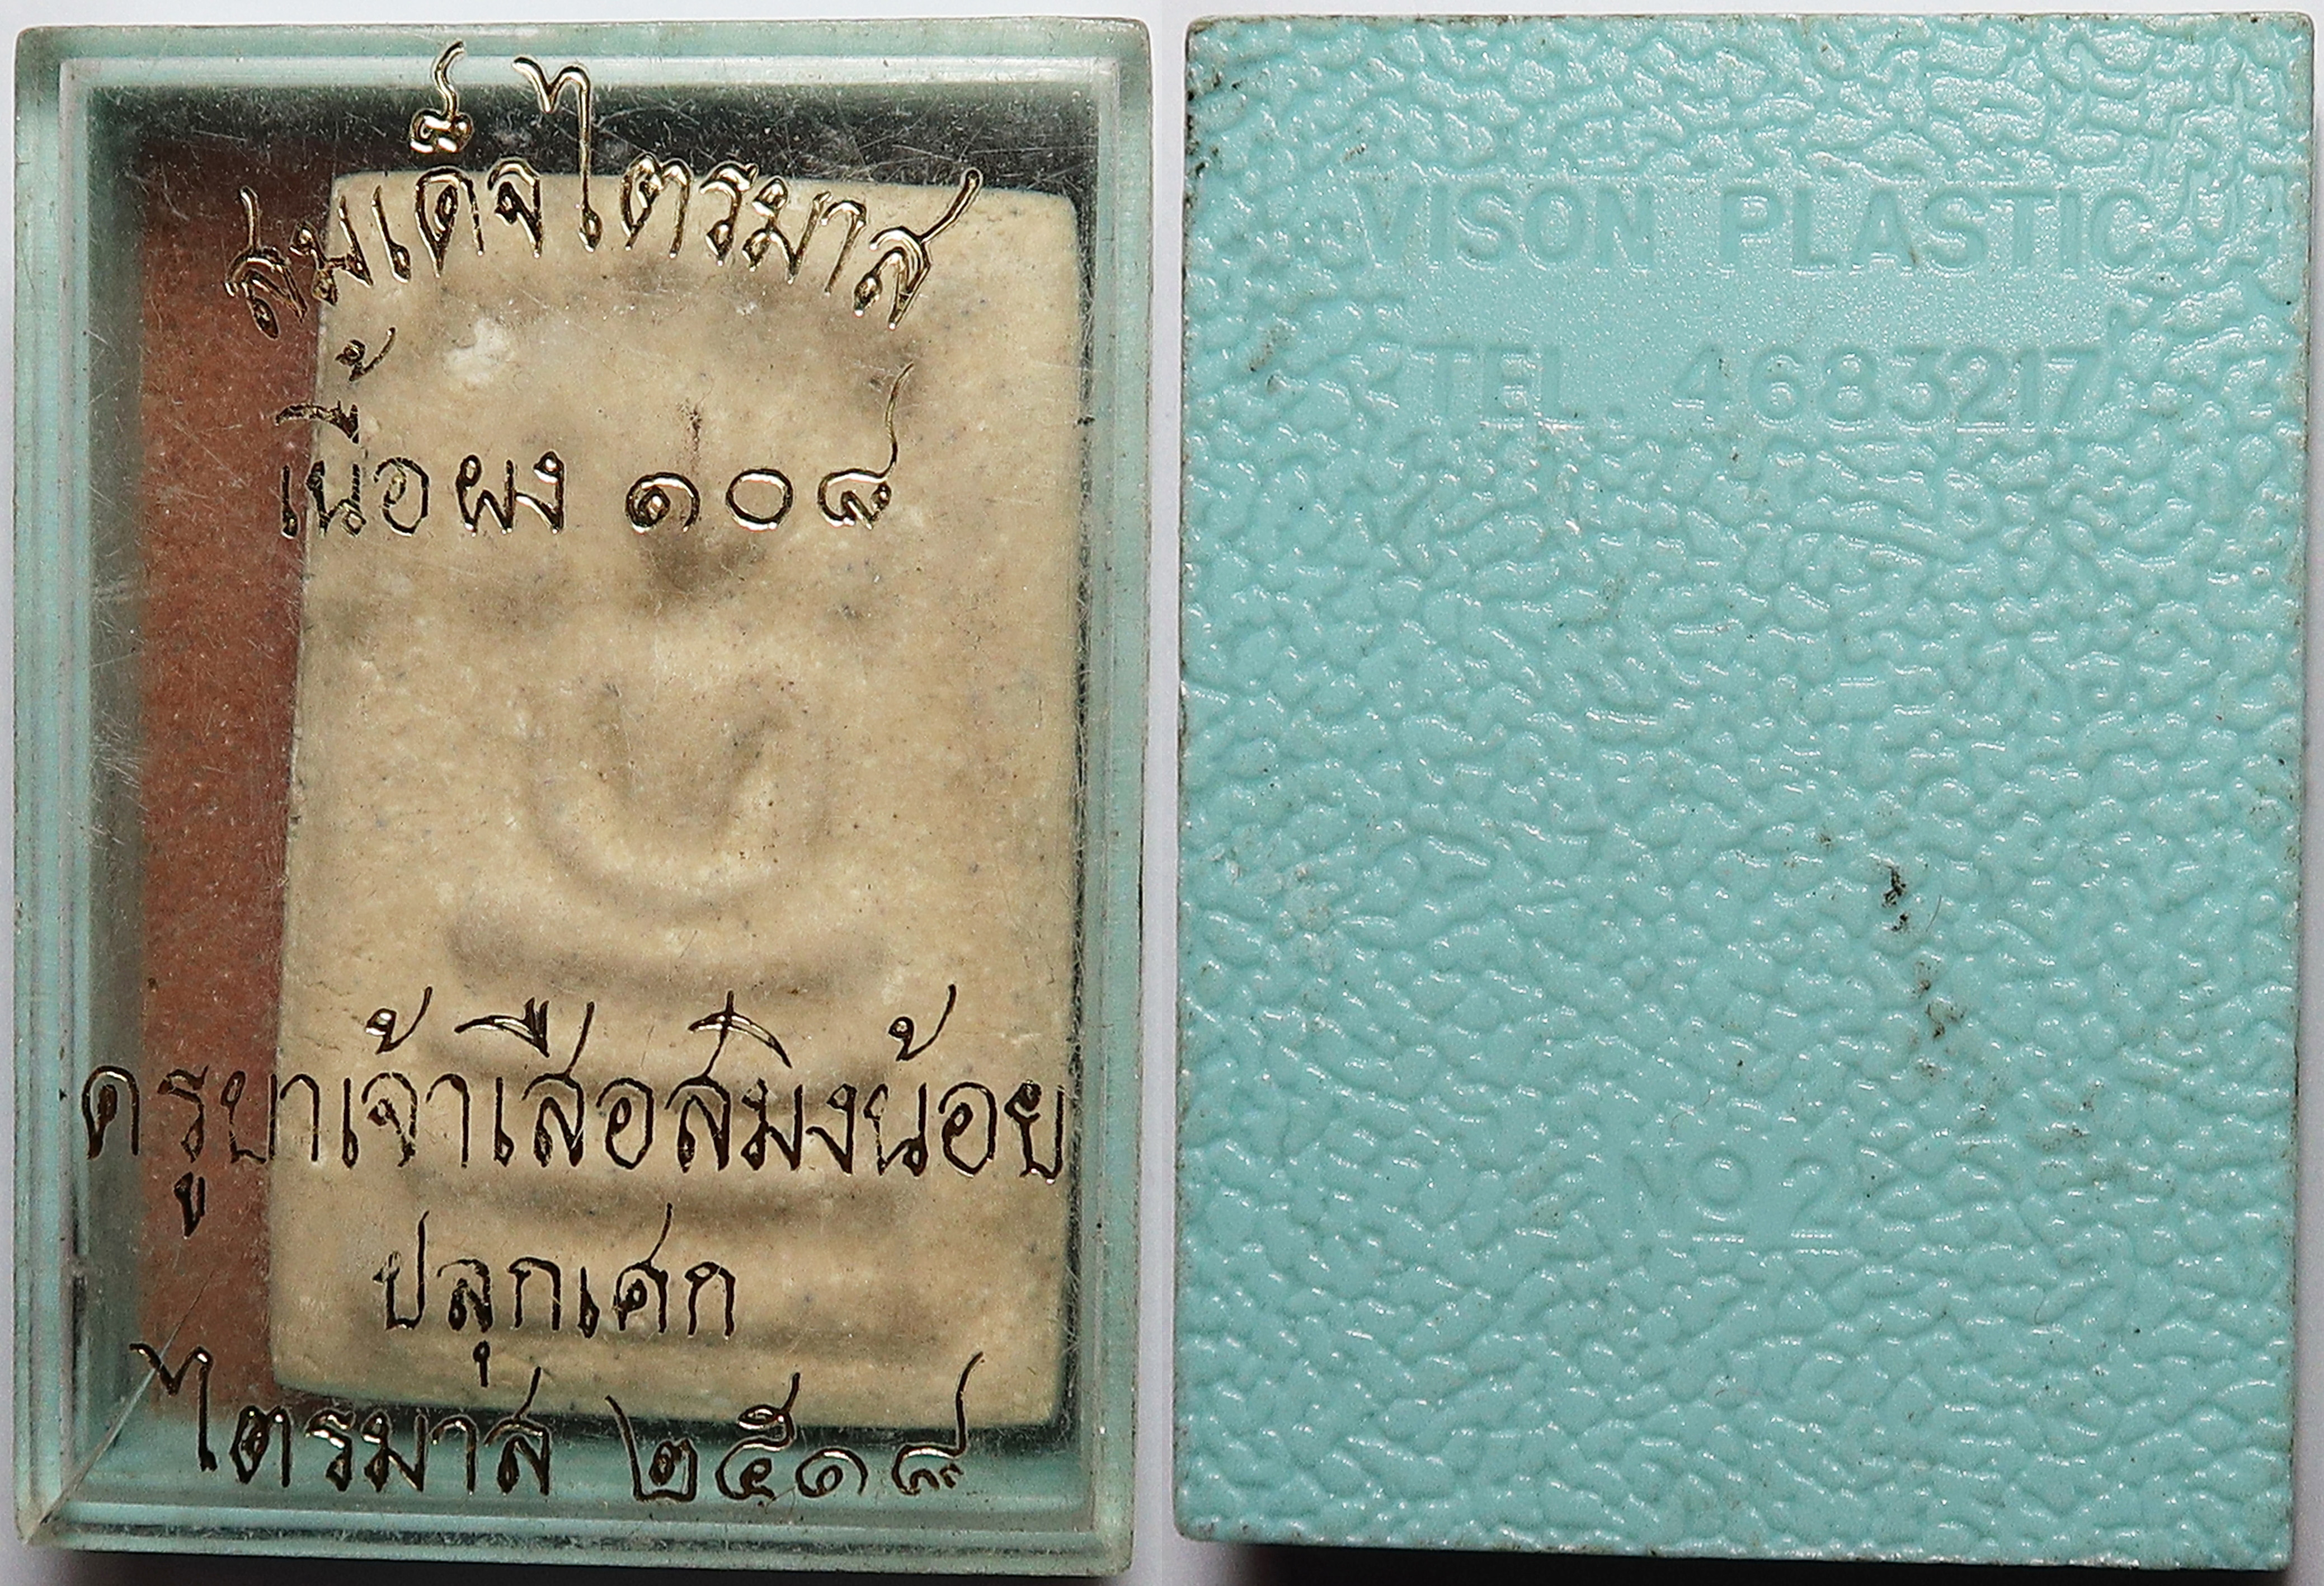 สมเด็จไตรมาส
เนื้อผง ๑๐๘
ครูบาเจ้าเสือสมิงน้อย
ปลุกเศก
ไตรมาส ๒๕๑๘
VISON PLASTIC
TEL. 4683217
Nº 2